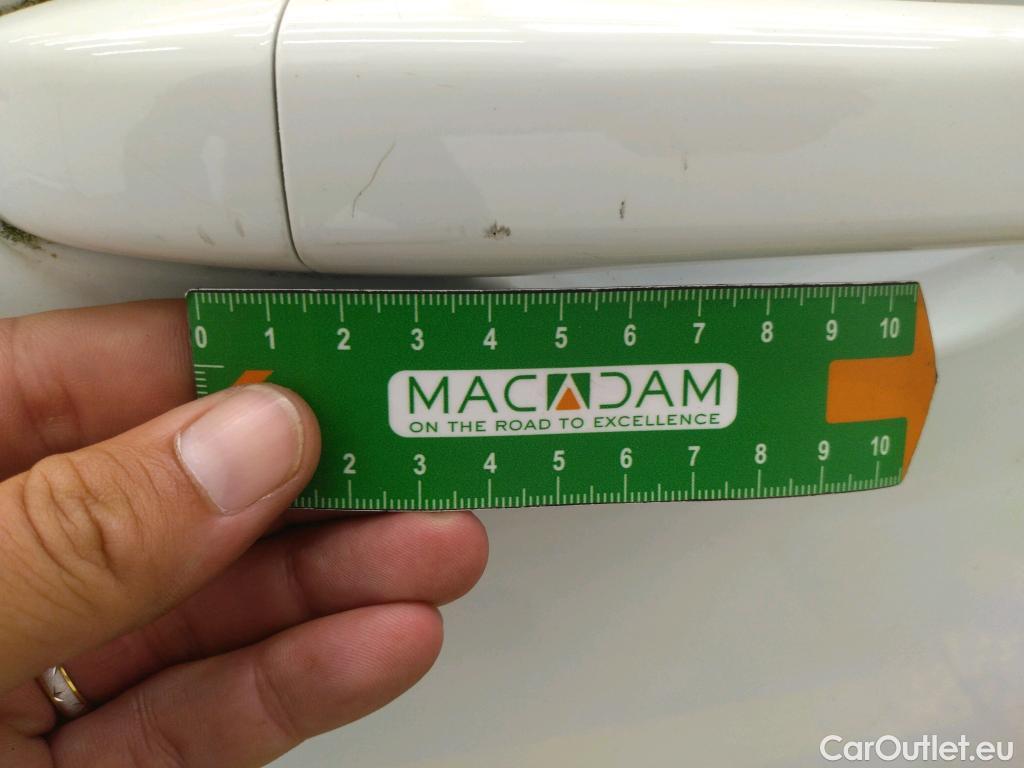 0 1 2 3 4 5 6 7 8 9 10
MACADAM
ON THE ROAD TO EXCELLENCE
2 3 4 5 6 7 8 9 10
CarOutlet.eu